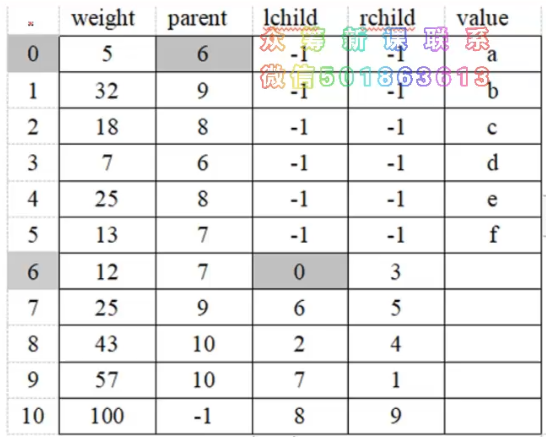 weight parent lchild rchild value
众筹新课联系
微信501863613
0 5 6 -1 -1 a
1 32 9 -1 -1 b
2 18 8 -1 -1 c
3 7 6 -1 -1 d
4 25 8 -1 -1 e
5 13 7 -1 -1 f
6 12 7 0 3
7 25 9 6 5
8 43 10 2 4
9 57 10 7 1
10 100 -1 8 9